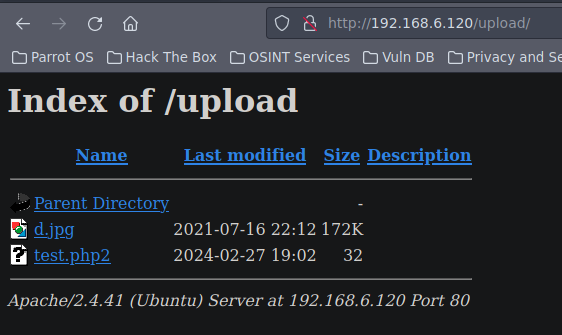 http://192.168.6.120/upload/
Parrot OS Hack The Box OSINT Services Vuln DB Privacy and Se
Index of /upload
Name Last modified Size Description
Parent Directory -
d.jpg 2021-07-16 22:12 172K
test.php2 2024-02-27 19:02 32
Apache/2.4.41 (Ubuntu) Server at 192.168.6.120 Port 80